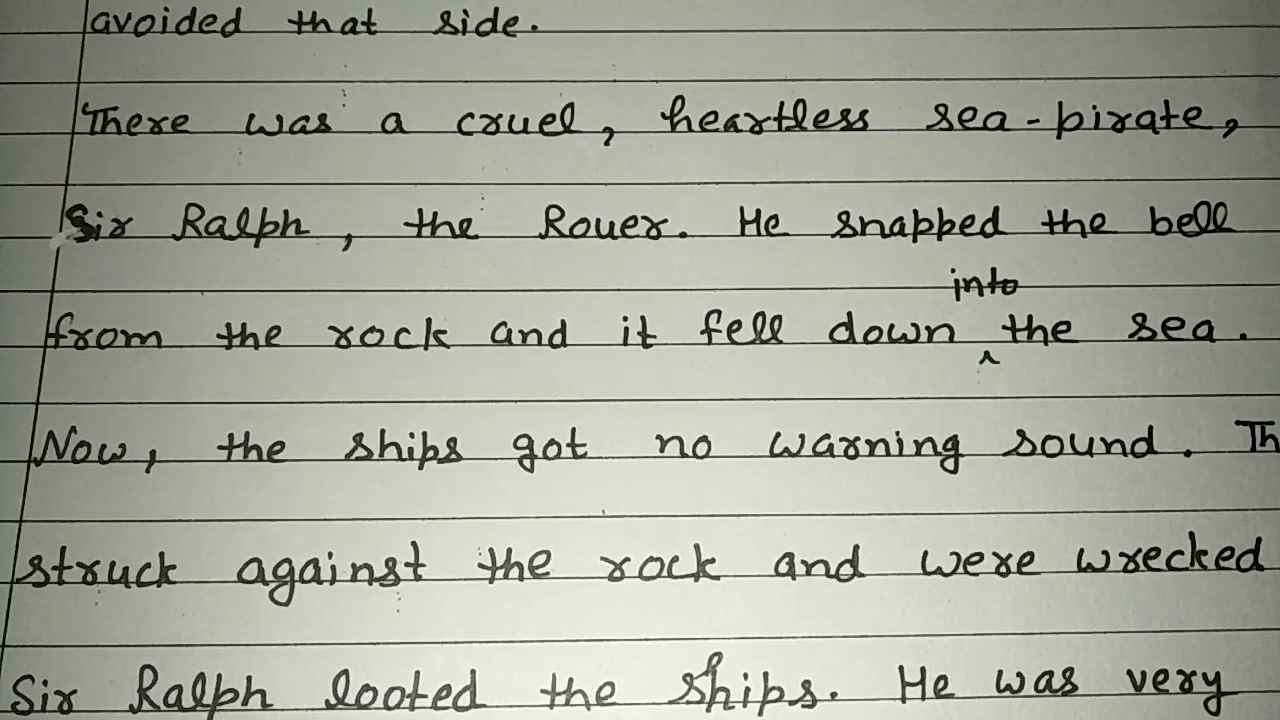 avoided that side.
There was a cruel, heartless sea-pirate,
Sir Ralph, the Rouer. He snapped the bell
into
from the rock and it fell down ^ the sea.
Now, the ships got no warning sound. Th
struck against the rock and were wrecked
Sir Ralph looted the ships. He was very